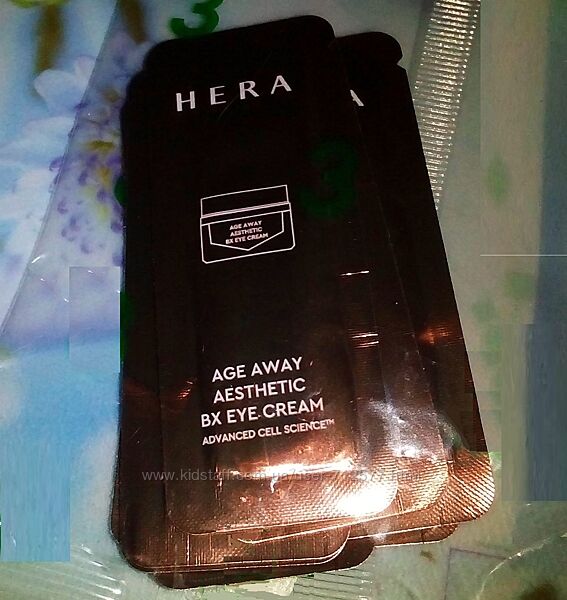 HERA
A
AGE AWAY
AESTHETIC
BX EYE CREAM
AGE AWAY
AESTHETIC
BX EYE CREAM
ADVANCED CELL SCIENCE™